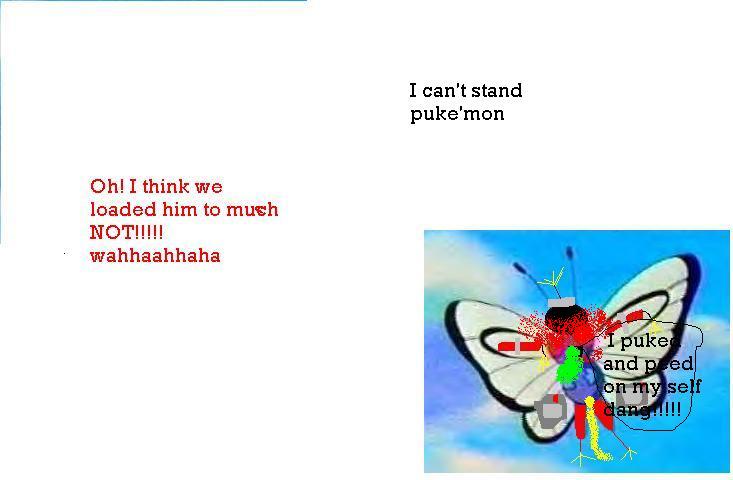 I can't stand
puke'mon
Oh! I think we
loaded him to much
NOT!!!!!
wahhaahhaha
I puked
and peed
on my self
dang!!!!!